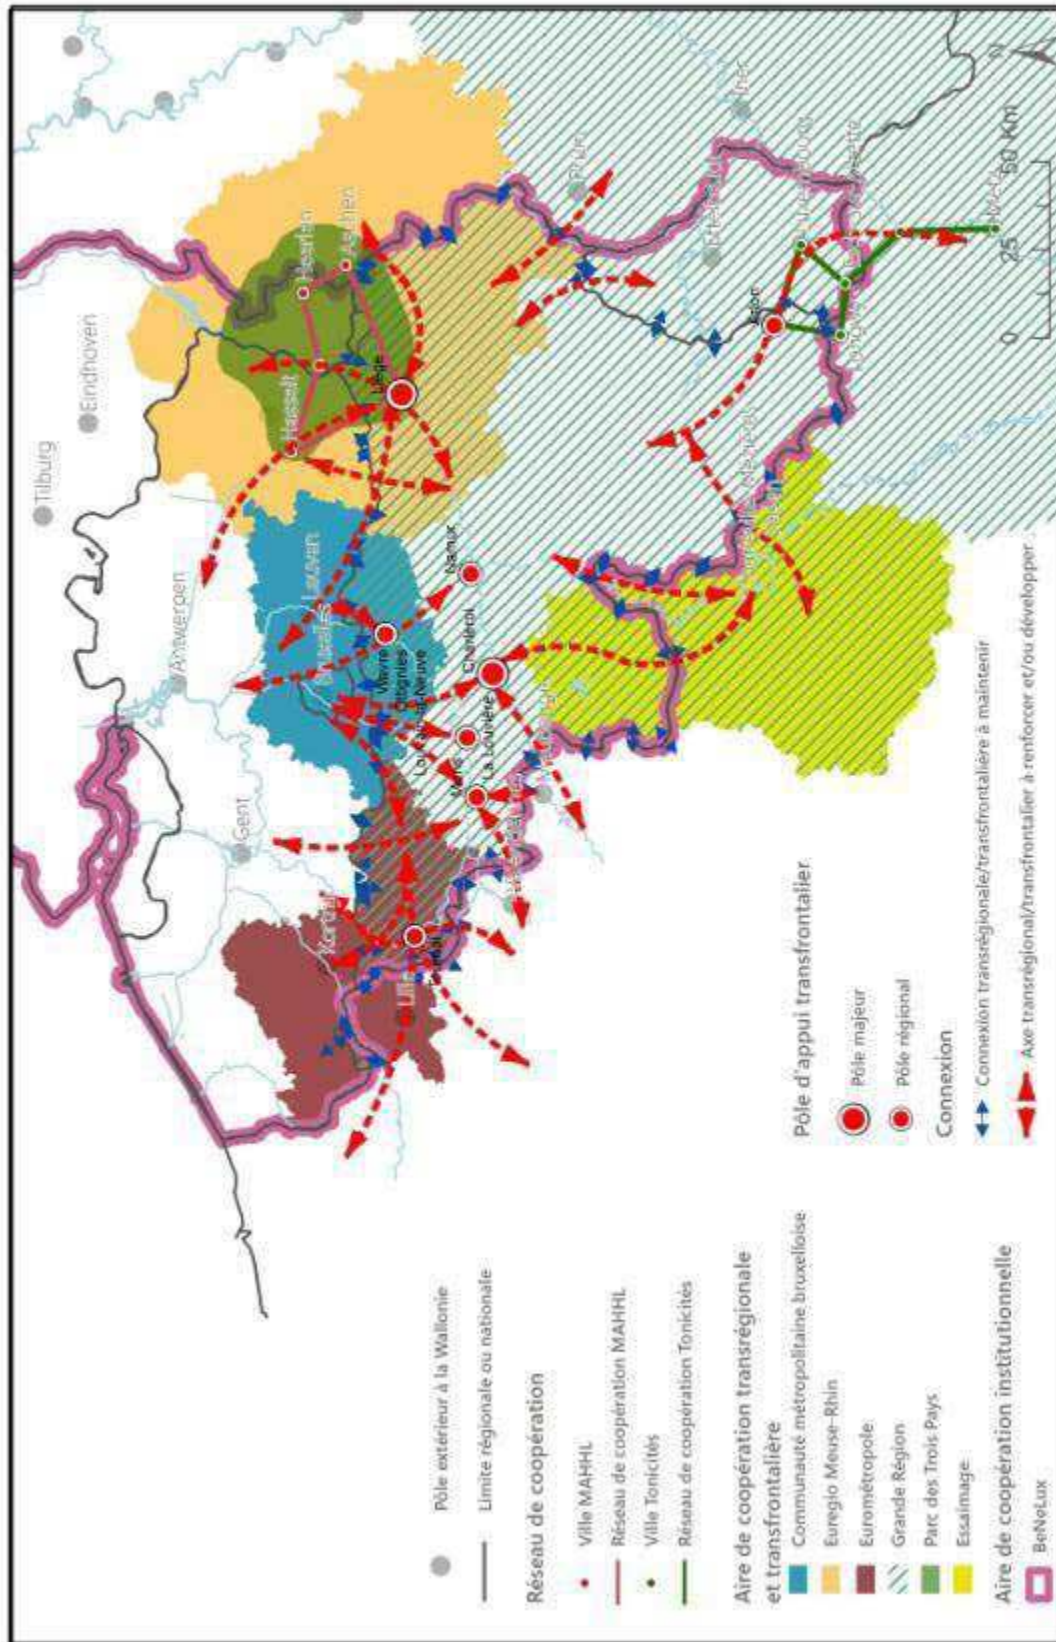 Tilburg
Eindhoven
Antwerpen
Gent
Kortrijk
Lille
Tournai
Bruxelles
Leuven
Hasselt
Heerlen
Aachen
Liège
Wavre
Ottignies
Louvain-la-Neuve
Namur
Charleroi
La Louvière
Mons
Prüm
Trier
Arlon
Metz
N
0 25 50 Km
Pôle extérieur à la Wallonie
Limite régionale ou nationale
Réseau de coopération
Ville MAHHL
Réseau de coopération MAHHL
Ville Tonicités
Réseau de coopération Tonicités
Aire de coopération transrégionale
et transfrontalière
Communauté métropolitaine bruxelloise
Euregio Meuse-Rhin
Eurométropole
Grande Région
Parc des Trois Pays
Essaimage
Aire de coopération institutionnelle
BeNeLux
Pôle d'appui transfrontalier
Pôle majeur
Pôle régional
Connexion
Connexion transrégionale/transfrontalière à maintenir
Axe transrégional/transfrontalier à renforcer et/ou développer